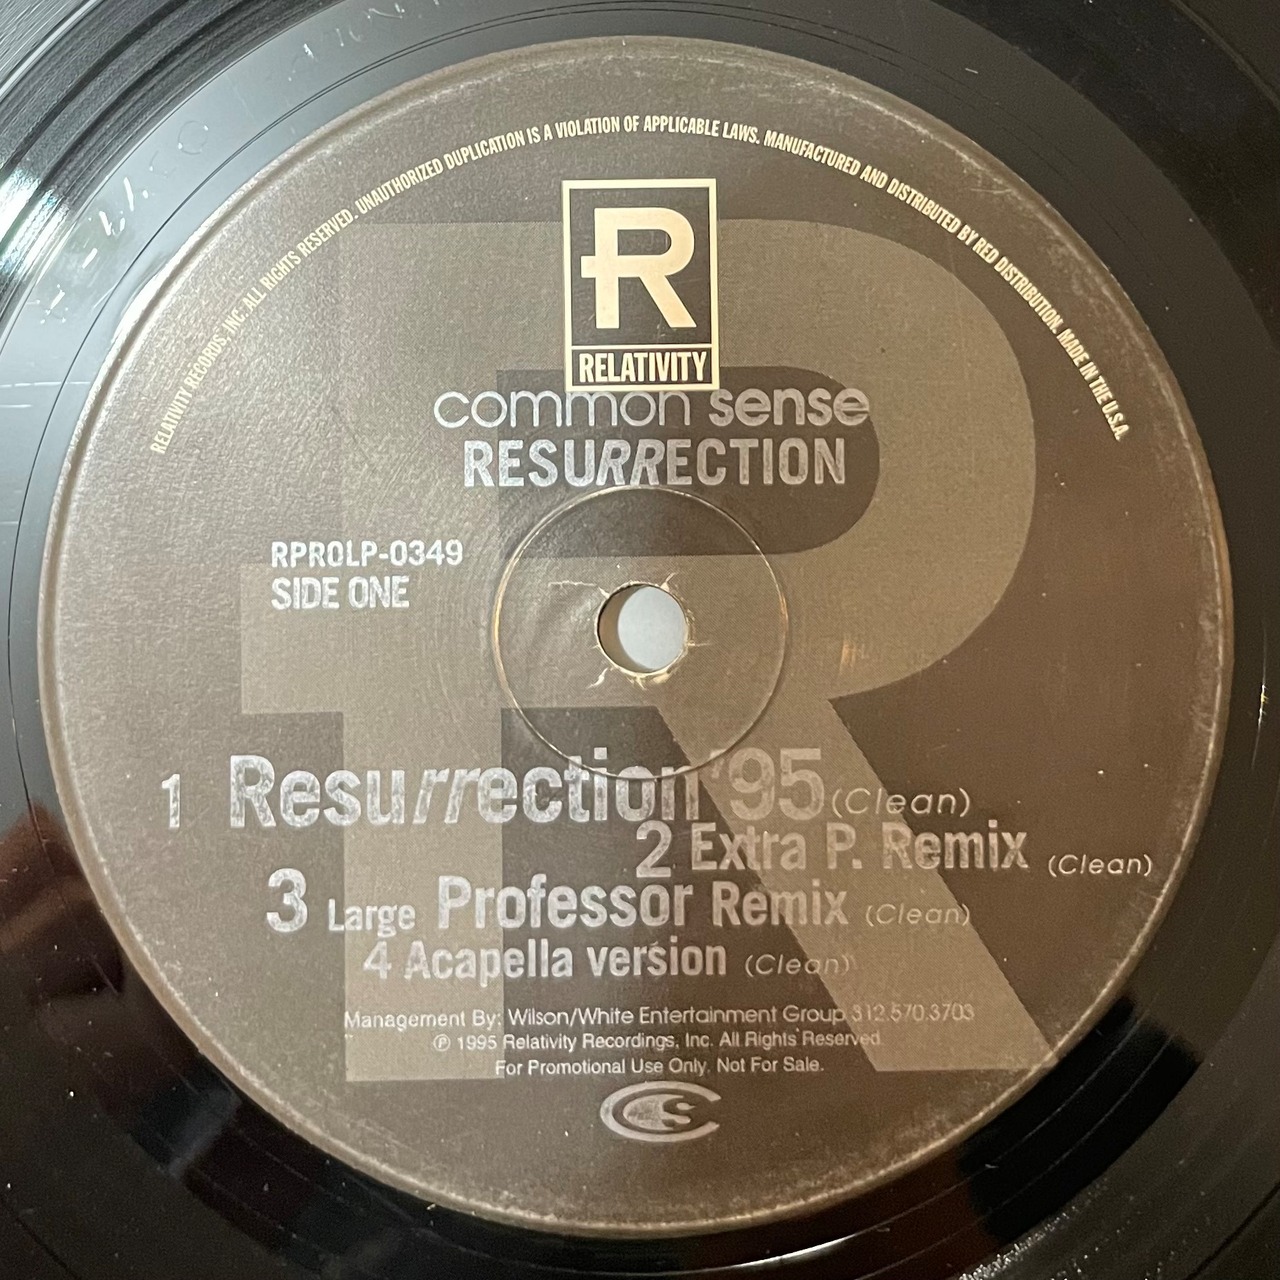 RELATIVITY RECORDS, INC. ALL RIGHTS RESERVED. UNAUTHORIZED DUPLICATION IS A VIOLATION OF APPLICABLE LAWS. MANUFACTURED AND DISTRIBUTED BY RED DISTRIBUTION. MADE IN THE U.S.A.
R
RELATIVITY
common sense
RESURRECTION
RPROLP-0349
SIDE ONE
1 Resurrection '95 (Clean)
2 Extra P. Remix (Clean)
3 Large Professor Remix (Clean)
4 Acapella version (Clean)
Management By: Wilson/White Entertainment Group 312.570.3703
℗ 1995 Relativity Recordings, Inc. All Rights Reserved
For Promotional Use Only. Not For Sale.